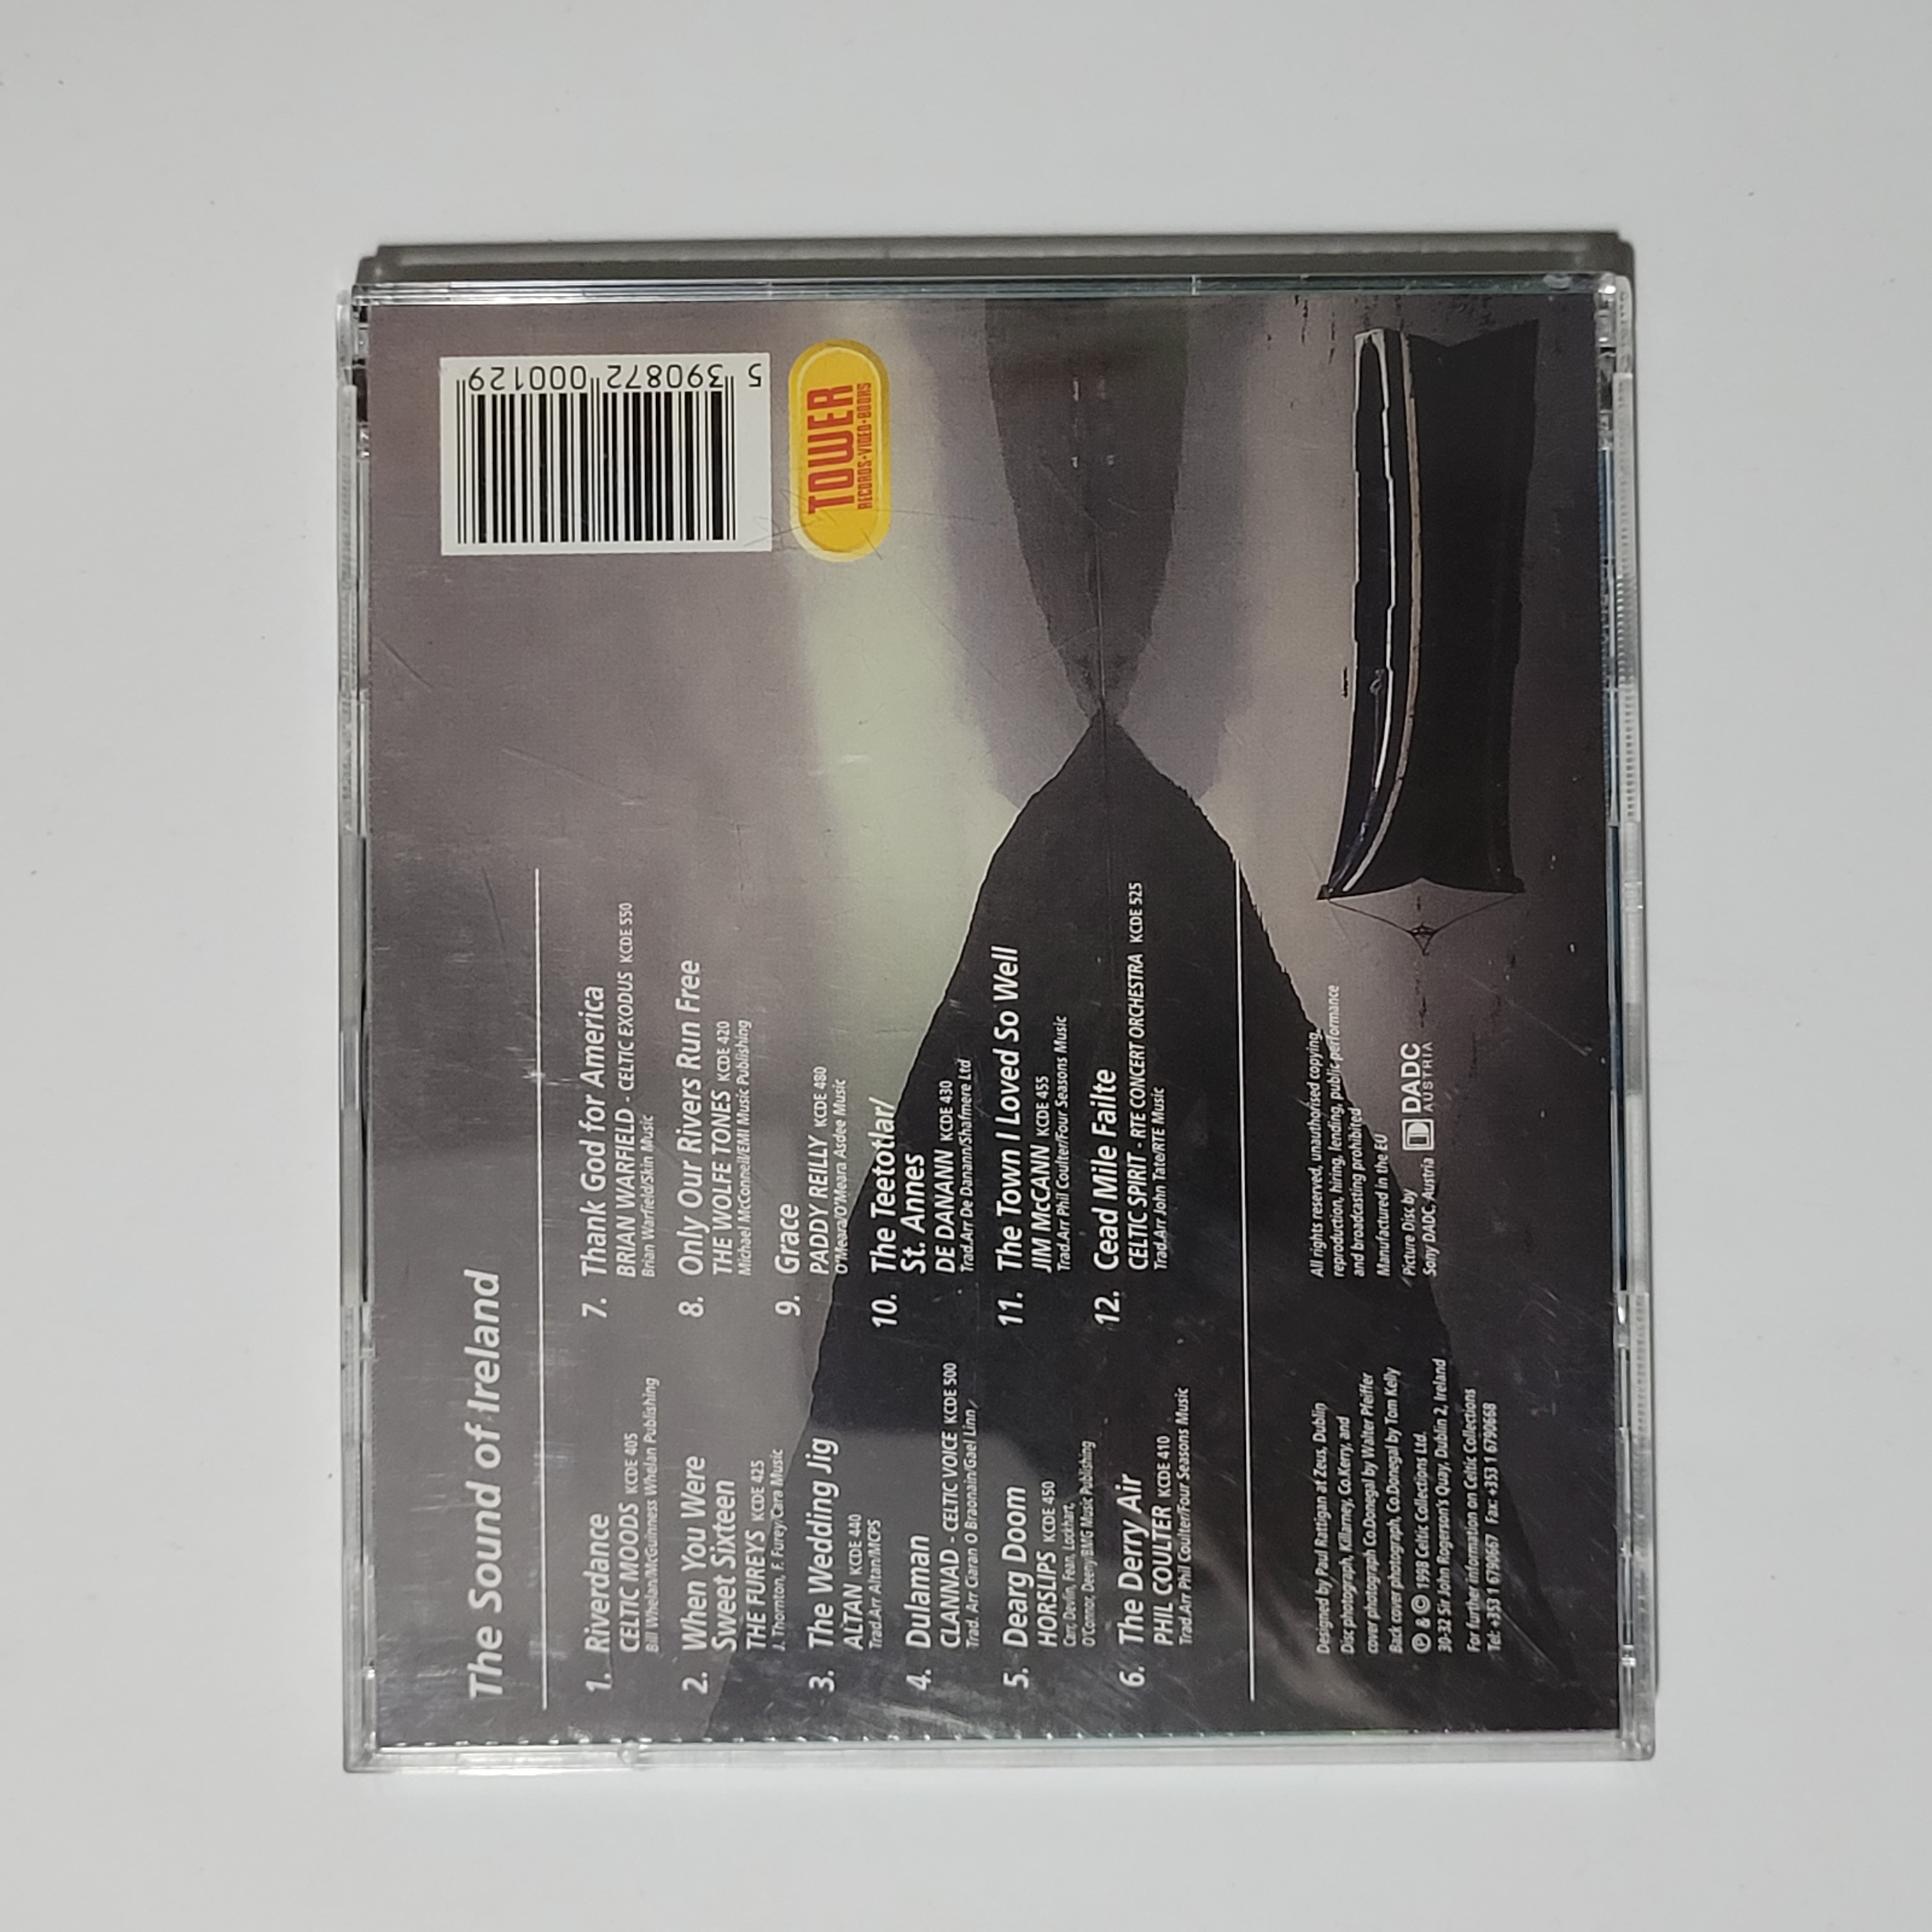 The Sound of Ireland
1. Riverdance
CELTIC MOODS KCDE 405
Bill Whelan/McGuinness Whelan Publishing
2. When You Were
Sweet Sixteen
THE FUREYS KCDE 425
J. Thornton, F. Furey/Cara Music
3. The Wedding Jig
ALTAN KCDE 440
Trad.Arr Altan/MCPS
4. Dulaman
CLANNAD - CELTIC VOICE KCDE 500
Trad. Arr Ciaran O Braonain/Gael Linn
5. Dearg Doom
HORSLIPS KCDE 450
Carr, Devlin, Fean, Lockhart,
O'Connor, Deeny/BMG Music Publishing
6. The Derry Air
PHIL COULTER KCDE 410
Trad.Arr Phil Coulter/Four Seasons Music
7. Thank God for America
BRIAN WARFIELD - CELTIC EXODUS KCDE 550
Brian Warfield/Skin Music
8. Only Our Rivers Run Free
THE WOLFE TONES KCDE 420
Michael McConnell/EMI Music Publishing
9. Grace
PADDY REILLY KCDE 480
O'Meara/O'Meara Asdee Music
10. The Teetotlar/
St. Annes
DE DANANN KCDE 430
Trad.Arr De Danann/Shafmere Ltd
11. The Town I Loved So Well
JIM McCANN KCDE 455
Trad.Arr Phil Coulter/Four Seasons Music
12. Cead Mile Failte
CELTIC SPIRIT - RTE CONCERT ORCHESTRA KCDE 525
Trad.Arr John Tate/RTE Music
Designed by Paul Rattigan at Zeus, Dublin
Disc photograph, Killarney, Co.Kerry, and
cover photograph Co.Donegal by Walter Pfeiffer
Back cover photograph, Co.Donegal by Tom Kelly
℗ & © 1998 Celtic Collections Ltd.
30-32 Sir John Rogerson's Quay, Dublin 2, Ireland
For further information on Celtic Collections
Tel: +353 1 6790667 Fax: +353 1 6790668
All rights reserved, unauthorised copying,
reproduction, hiring, lending, public performance
and broadcasting prohibited
Manufactured in the EU
Picture Disc by
Sony DADC Austria DADC
AUSTRIA
5 390872 000129
TOWER
RECORDS·VIDEO·BOOKS